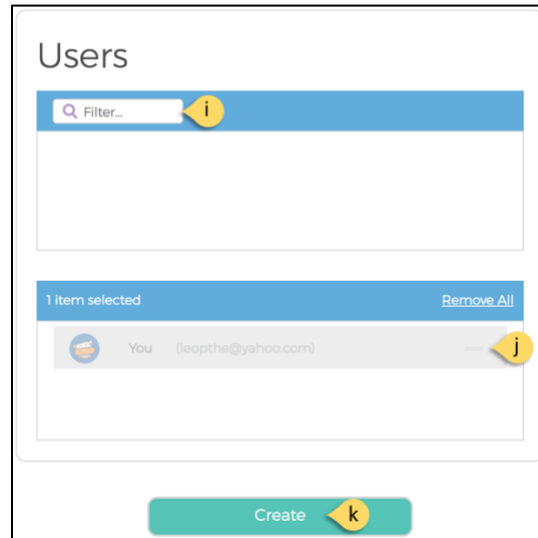 Users
Filter...
i
1 item selected Remove All
You (leopthe@yahoo.com)
j
Create
k